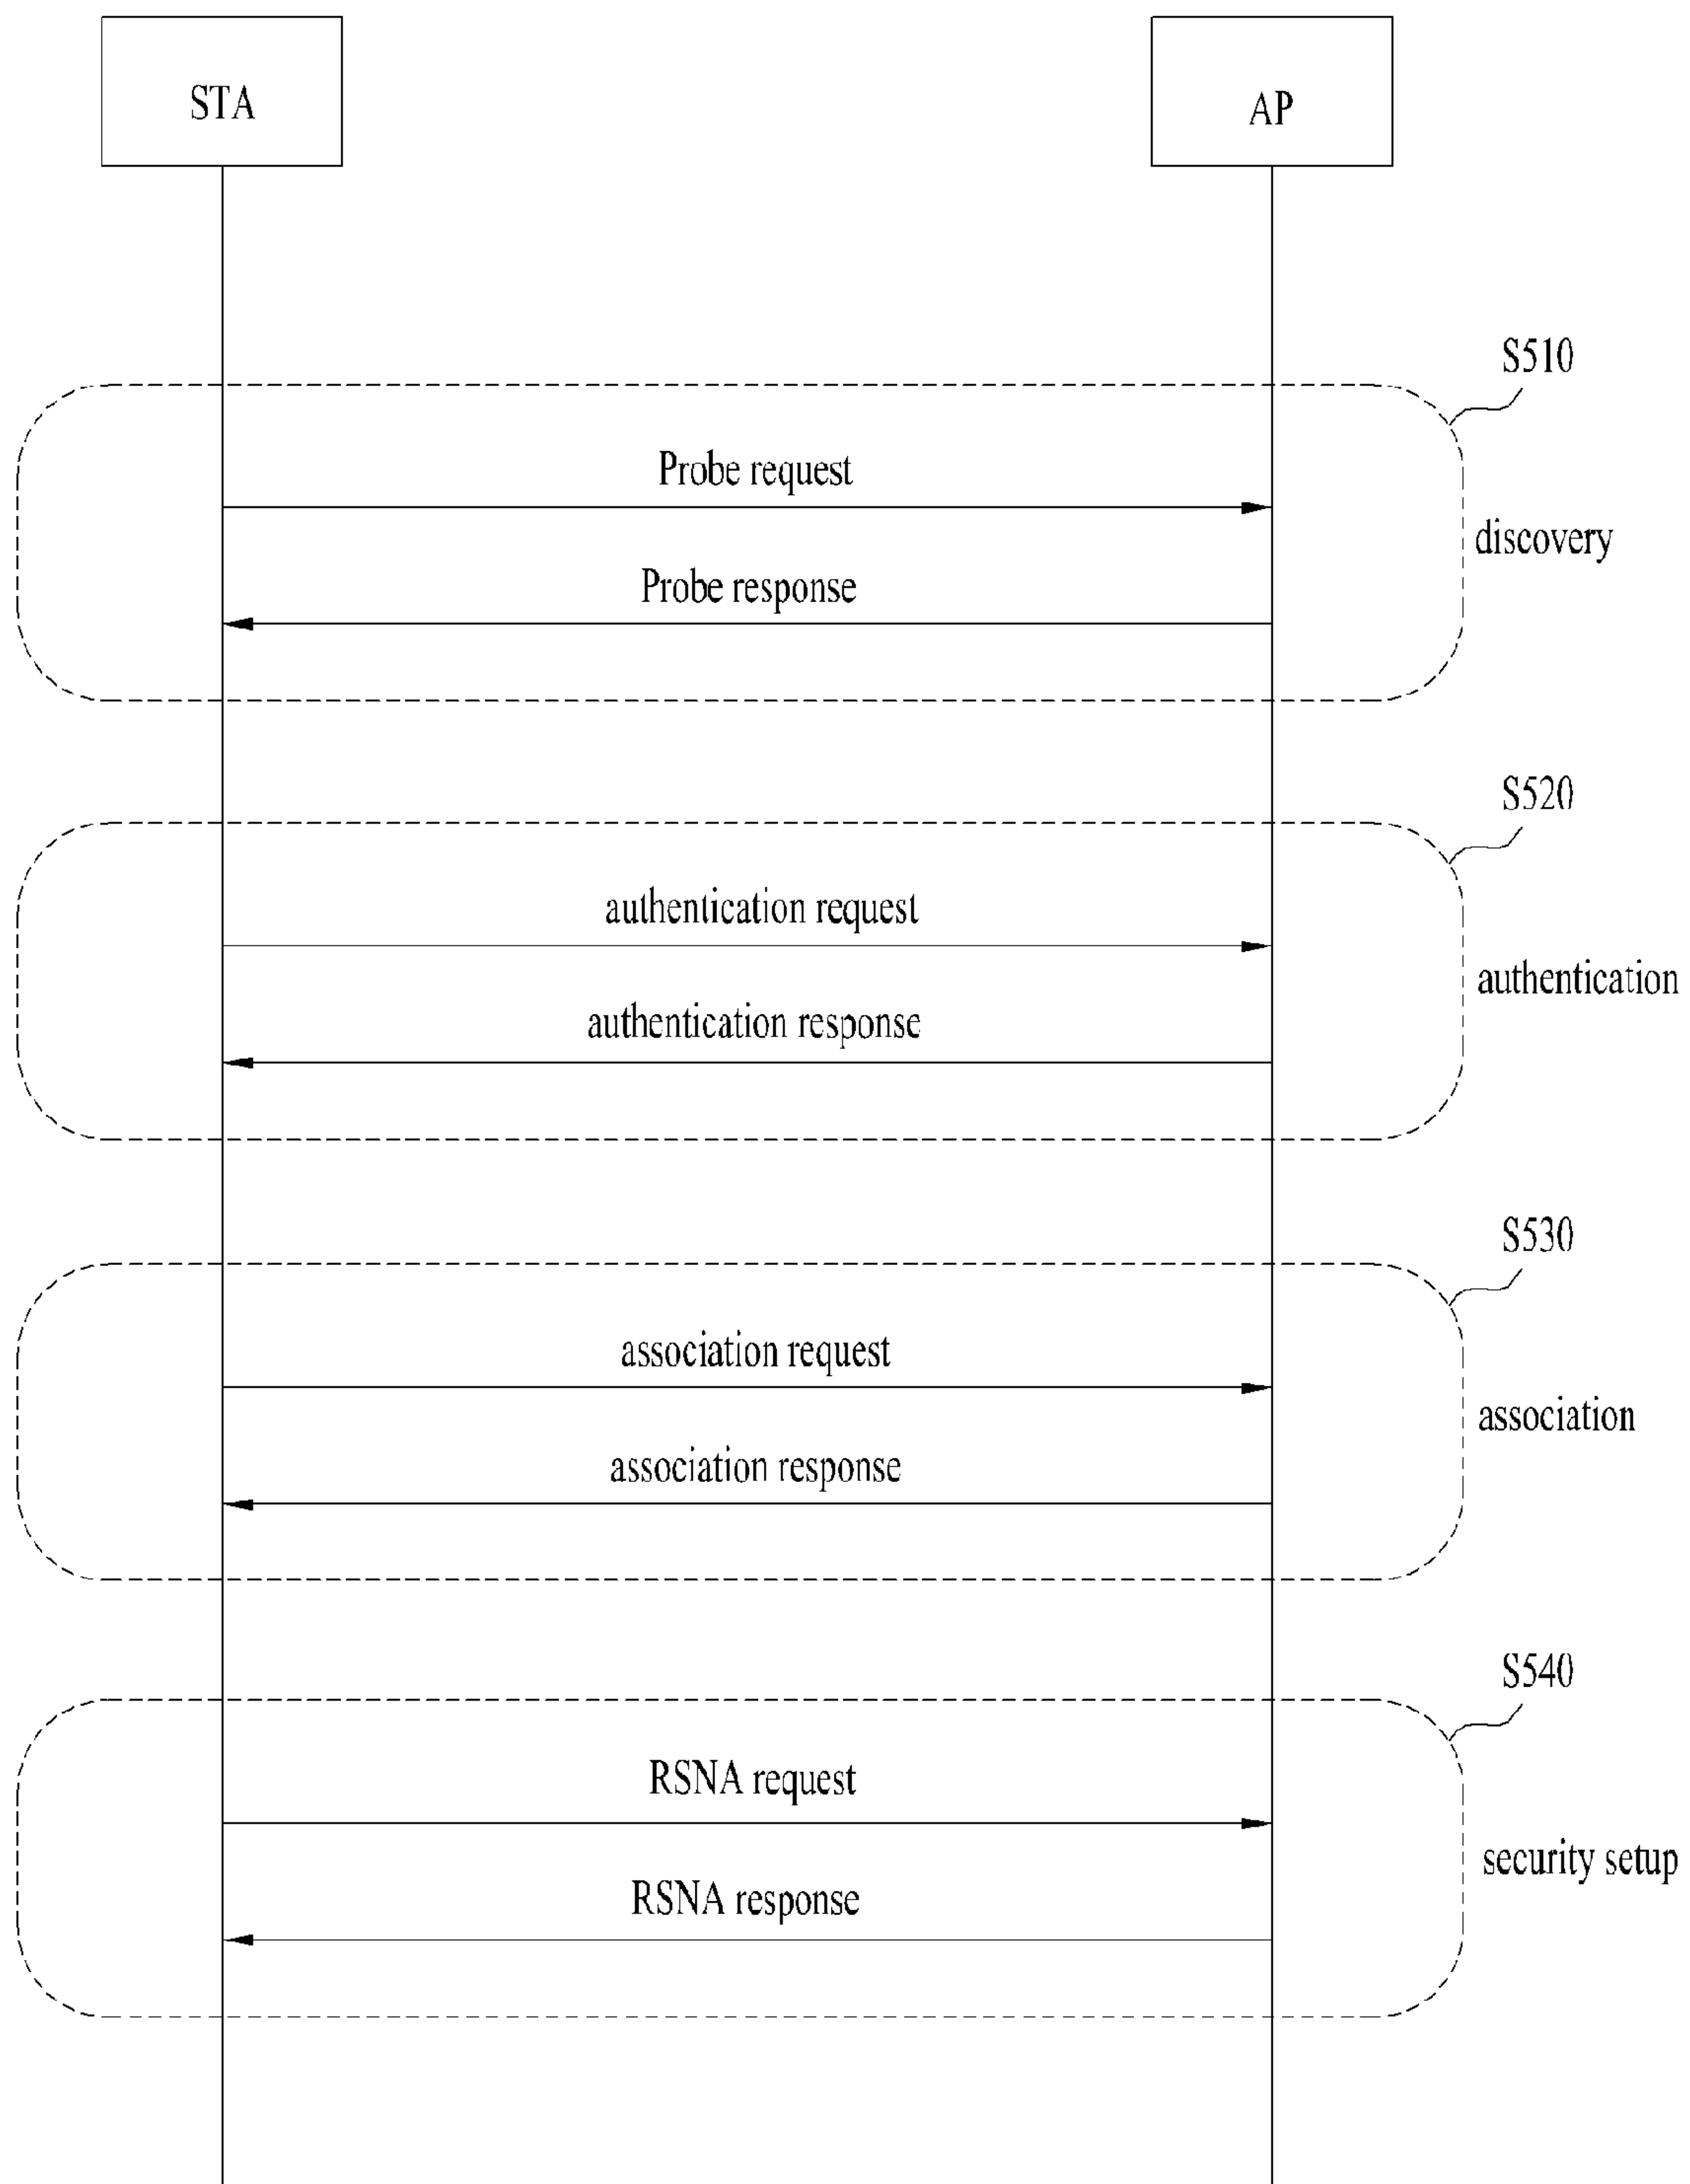 STA
AP
S510
Probe request
discovery
Probe response
S520
authentication request
authentication
authentication response
S530
association request
association
association response
S540
RSNA request
security setup
RSNA response